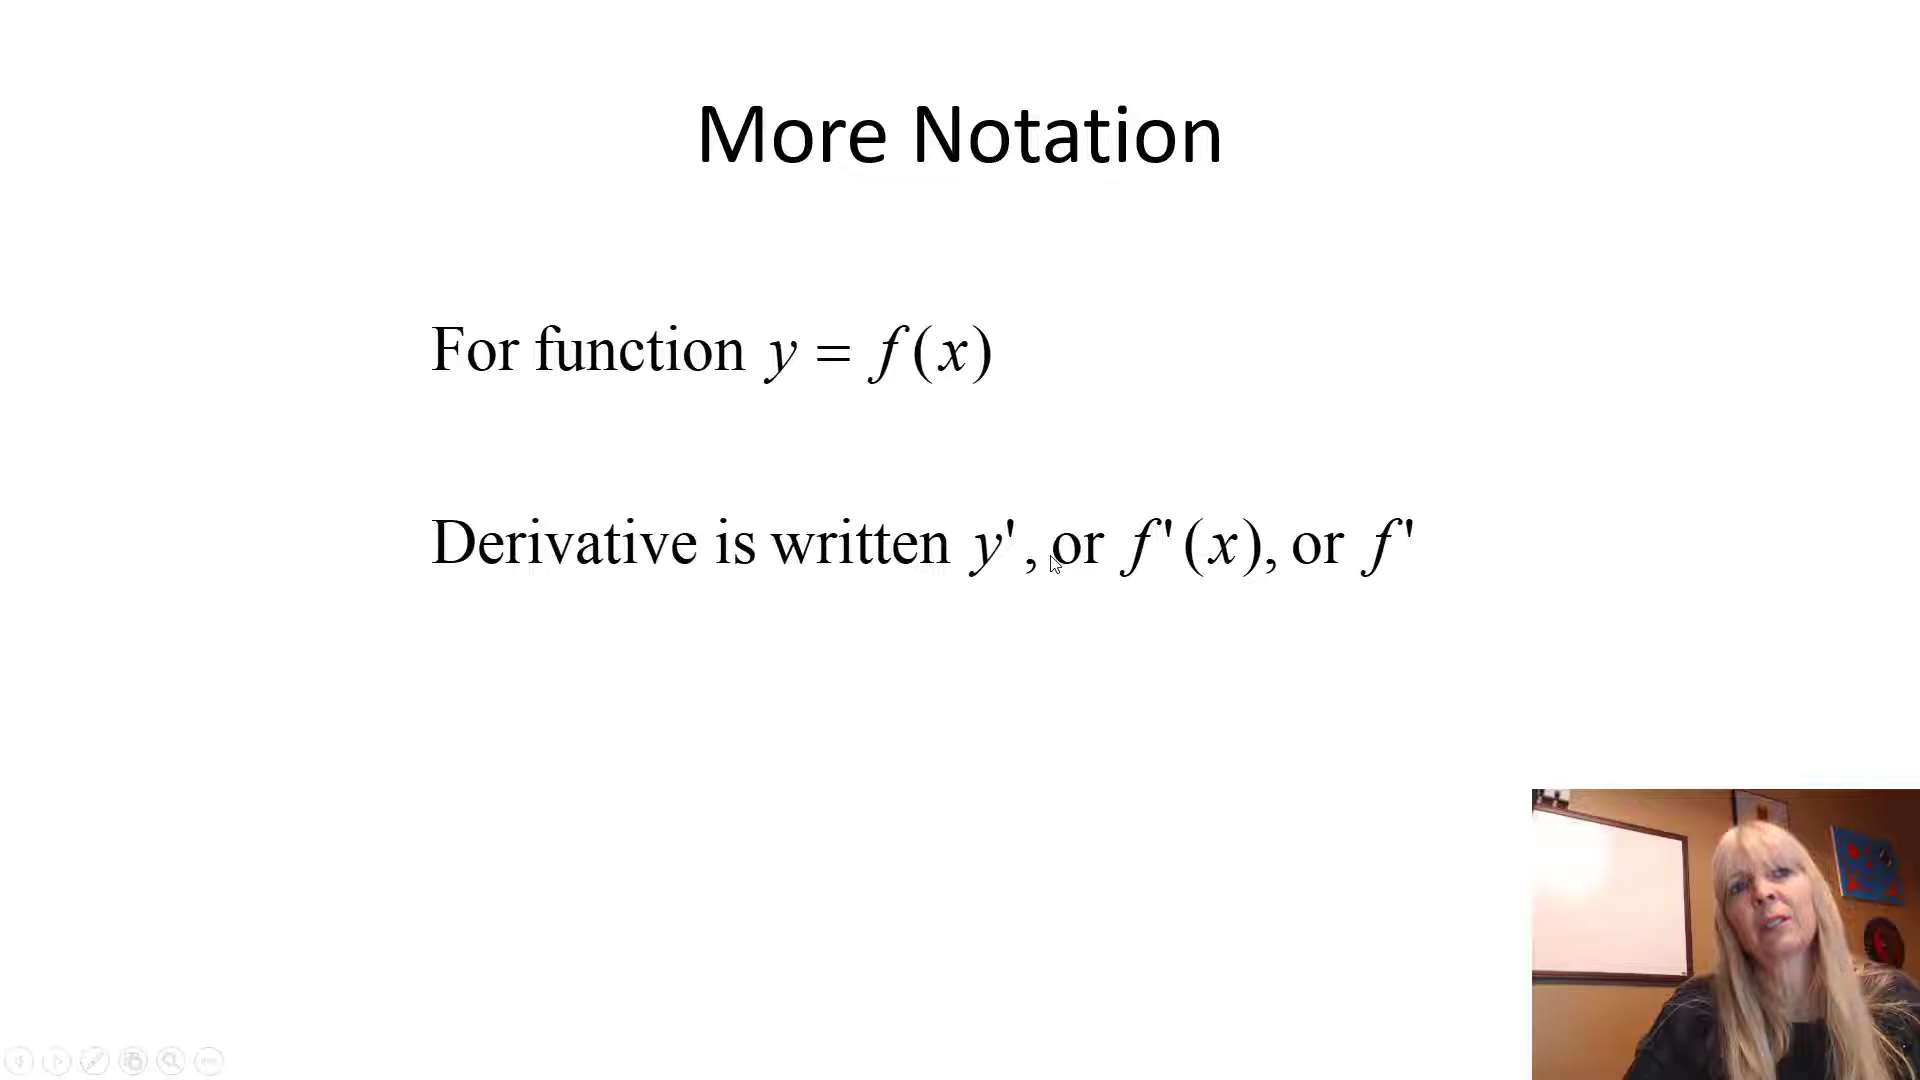 More Notation
For function y = f(x)
Derivative is written y', or f'(x), or f'